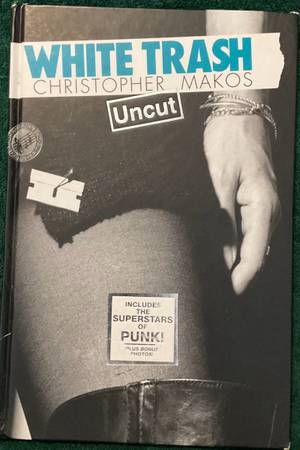 WHITE TRASH
CHRISTOPHER MAKOS
Uncut
INCLUDES
THE
SUPERSTARS
OF
PUNK!
PLUS BONUS
PHOTOS!